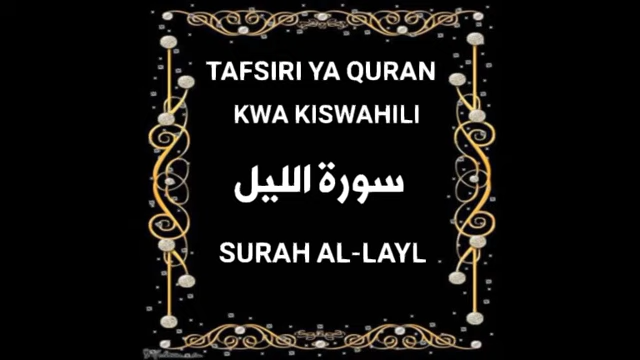 TAFSIRI YA QURAN
KWA KISWAHILI
سورة الليل
SURAH AL-LAYL